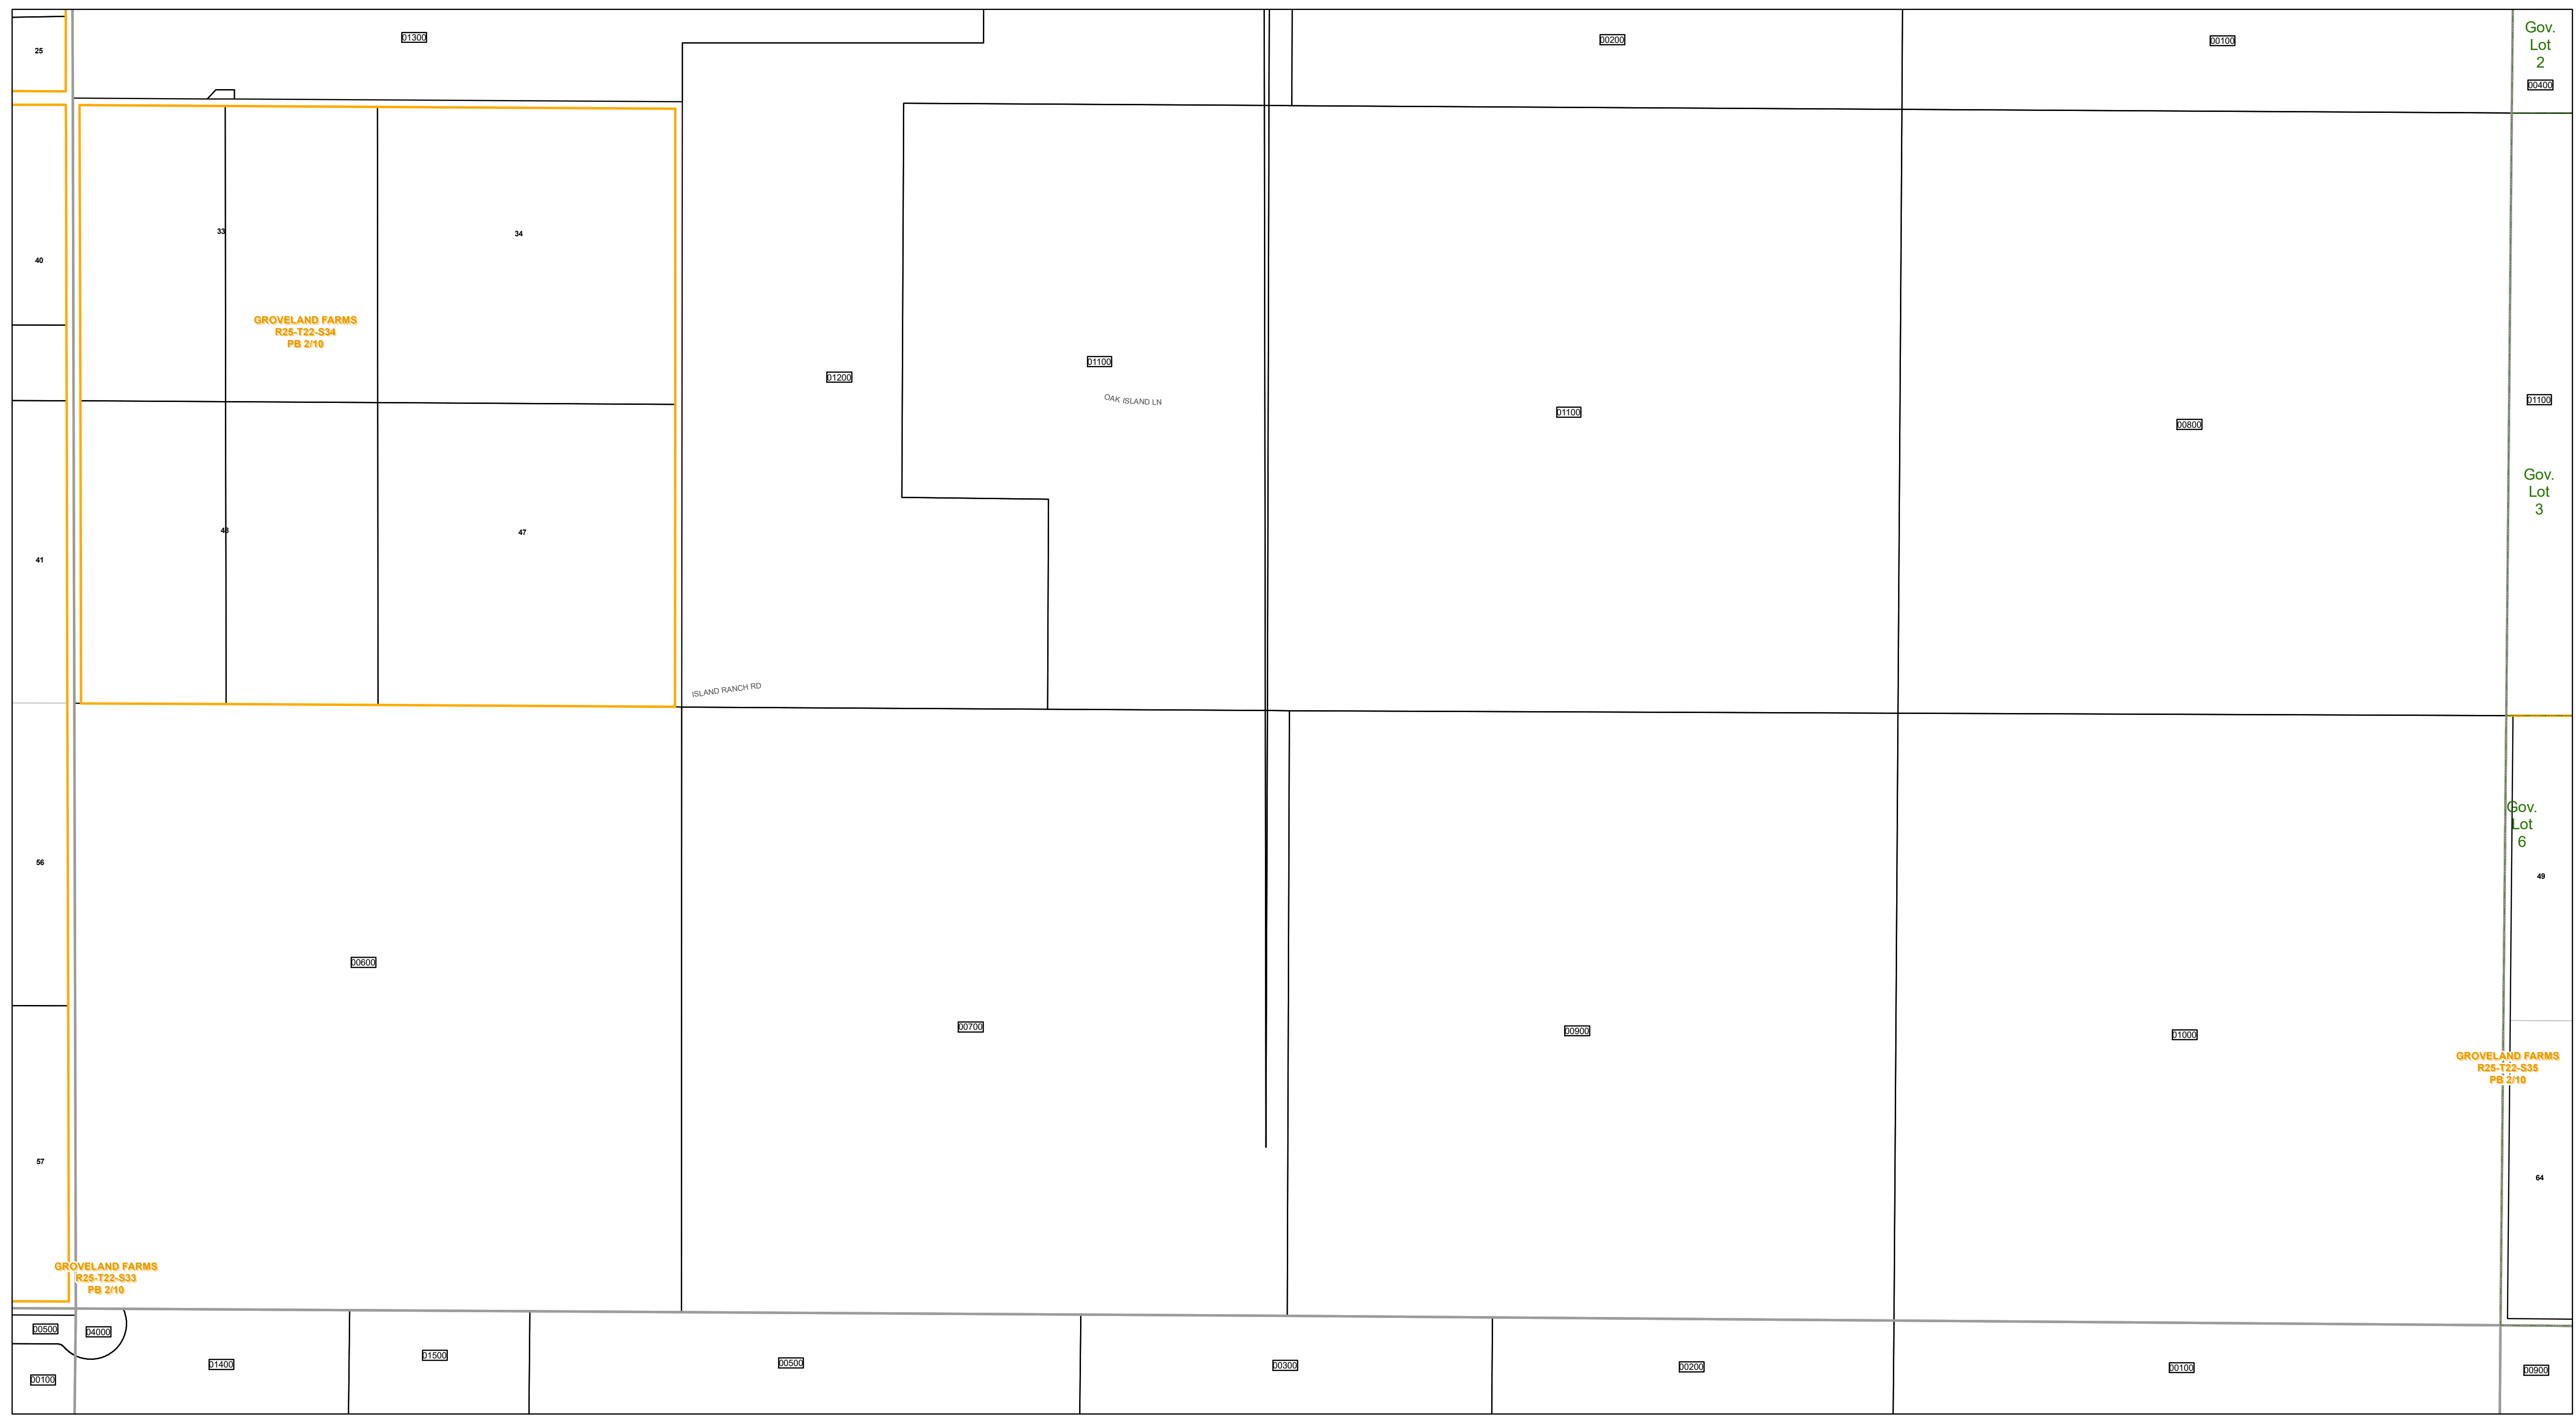 25
01300
00200
00100
Gov.
Lot
2
00400
33
34
40
GROVELAND FARMS
R25-T22-S34
PB 2/10
01200
01100
OAK ISLAND LN
01100
00800
01100
Gov.
Lot
3
48
47
41
ISLAND RANCH RD
Gov.
Lot
6
56
49
00600
00700
00900
01000
GROVELAND FARMS
R25-T22-S35
PB 2/10
57
64
GROVELAND FARMS
R25-T22-S33
PB 2/10
00500
04000
01400
01500
00500
00300
00200
00100
00900
00100